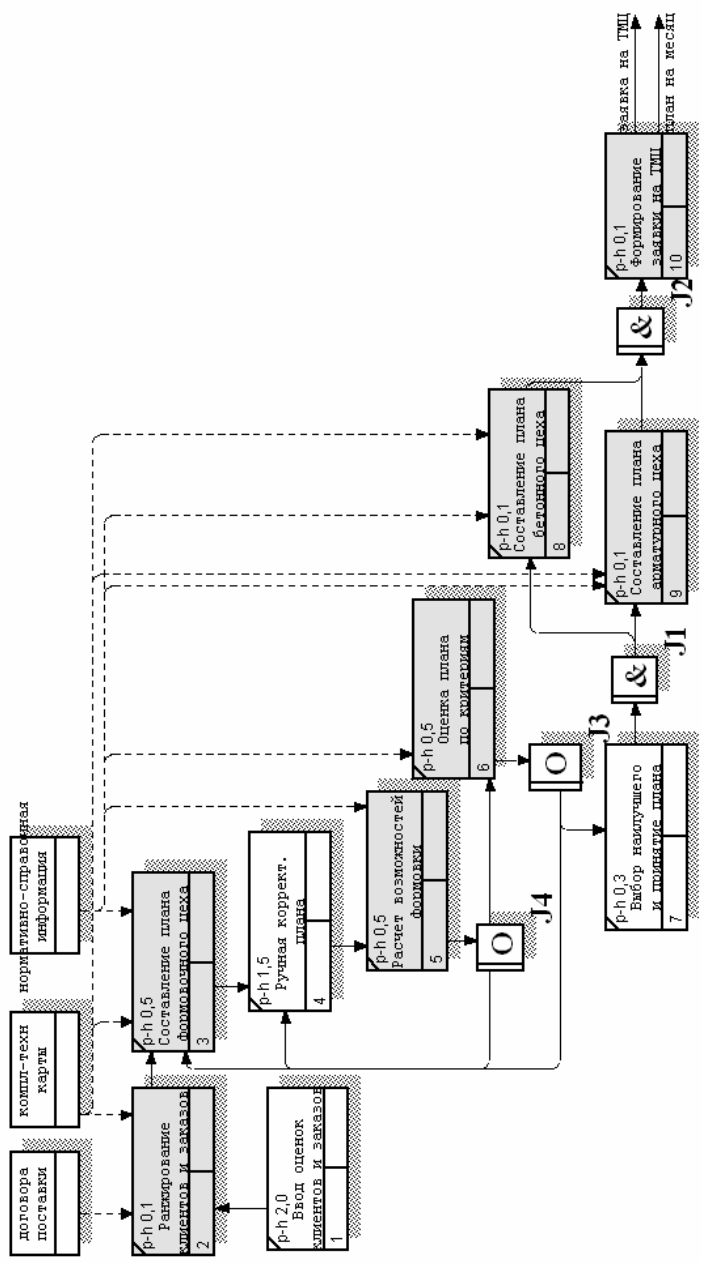 договора
поставки
компл-техн
карты
нормативно-справочная
информация
p-h 0,1
Ранжирование
клиентов и заказов
2
p-h 2,0
Ввод оценок
клиентов и заказов
1
p-h 0,5
Составление плана
формовочного цеха
3
p-h 1,5
Ручная коррект.
плана
4
p-h 0,5
Расчет возможностей
формовки
5
O
J4
p-h 0,5
Оценка плана
по критериям
6
O
J3
p-h 0,3
Выбор наилучшего
и принятие плана
7
&
J1
p-h 0,1
Составление плана
бетонного цеха
8
p-h 0,1
Составление плана
арматурного цеха
9
&
J2
p-h 0,1
Формирование
заявки на ТМЦ
10
заявка на ТМЦ
план на месяц